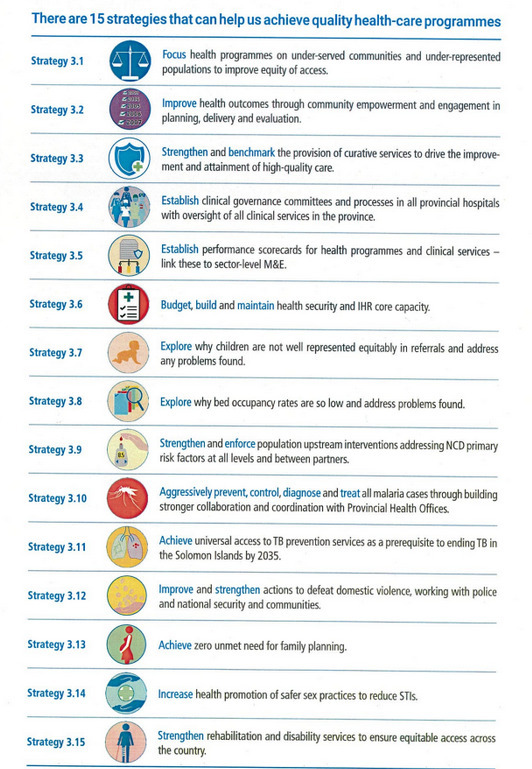 There are 15 strategies that can help us achieve quality health-care programmes
Strategy 3.1
Focus health programmes on under-served communities and under-represented
populations to improve equity of access.
Strategy 3.2
Improve health outcomes through community empowerment and engagement in
planning, delivery and evaluation.
Strategy 3.3
Strengthen and benchmark the provision of curative services to drive the improve-
ment and attainment of high-quality care.
Strategy 3.4
Establish clinical governance committees and processes in all provincial hospitals
with oversight of all clinical services in the province.
Strategy 3.5
Establish performance scorecards for health programmes and clinical services –
link these to sector-level M&E.
Strategy 3.6
Budget, build and maintain health security and IHR core capacity.
Strategy 3.7
Explore why children are not well represented equitably in referrals and address
any problems found.
Strategy 3.8
Explore why bed occupancy rates are so low and address problems found.
Strategy 3.9
Strengthen and enforce population upstream interventions addressing NCD primary
risk factors at all levels and between partners.
Strategy 3.10
Aggressively prevent, control, diagnose and treat all malaria cases through building
stronger collaboration and coordination with Provincial Health Offices.
Strategy 3.11
Achieve universal access to TB prevention services as a prerequisite to ending TB in
the Solomon Islands by 2035.
Strategy 3.12
Improve and strengthen actions to defeat domestic violence, working with police
and national security and communities.
Strategy 3.13
Achieve zero unmet need for family planning.
Strategy 3.14
Increase health promotion of safer sex practices to reduce STIs.
Strategy 3.15
Strengthen rehabilitation and disability services to ensure equitable access across
the country.